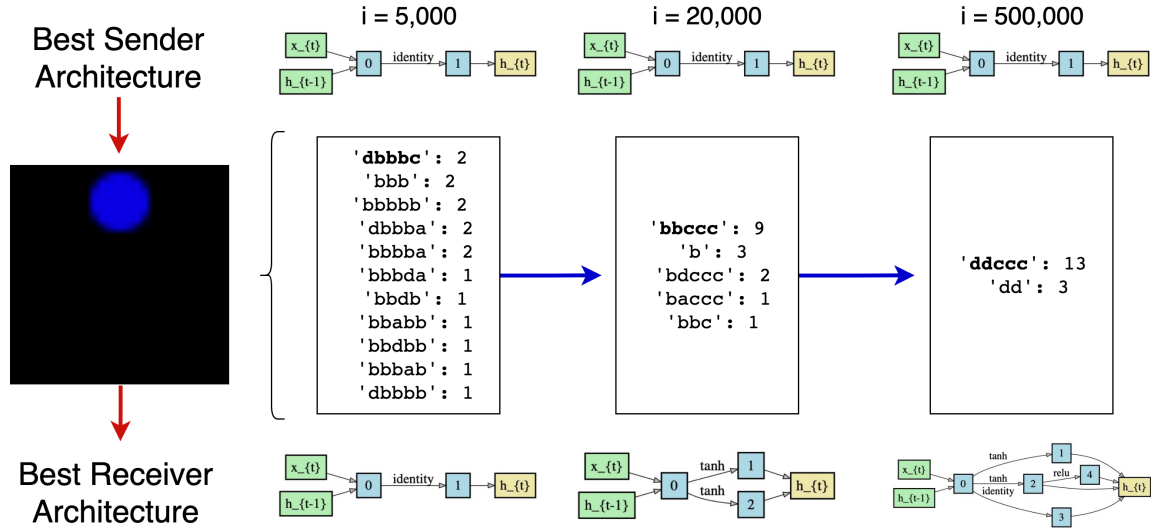 i = 5,000
i = 20,000
i = 500,000
Best Sender
Architecture
x_{t}
h_{t-1}
0
identity
1
h_{t}
x_{t}
h_{t-1}
0
identity
1
h_{t}
x_{t}
h_{t-1}
0
identity
1
h_{t}
'dbbbc': 2
'bbb': 2
'bbbbb': 2
'dbbba': 2
'bbbba': 2
'bbbda': 1
'bbdb': 1
'bbabb': 1
'bbdbb': 1
'bbbab': 1
'dbbbb': 1
'bbccc': 9
'b': 3
'bdccc': 2
'baccc': 1
'bbc': 1
'ddccc': 13
'dd': 3
Best Receiver
Architecture
x_{t}
h_{t-1}
0
identity
1
h_{t}
x_{t}
h_{t-1}
0
tanh
tanh
1
2
h_{t}
x_{t}
h_{t-1}
0
tanh
tanh
identity
1
2
relu
4
3
h_{t}